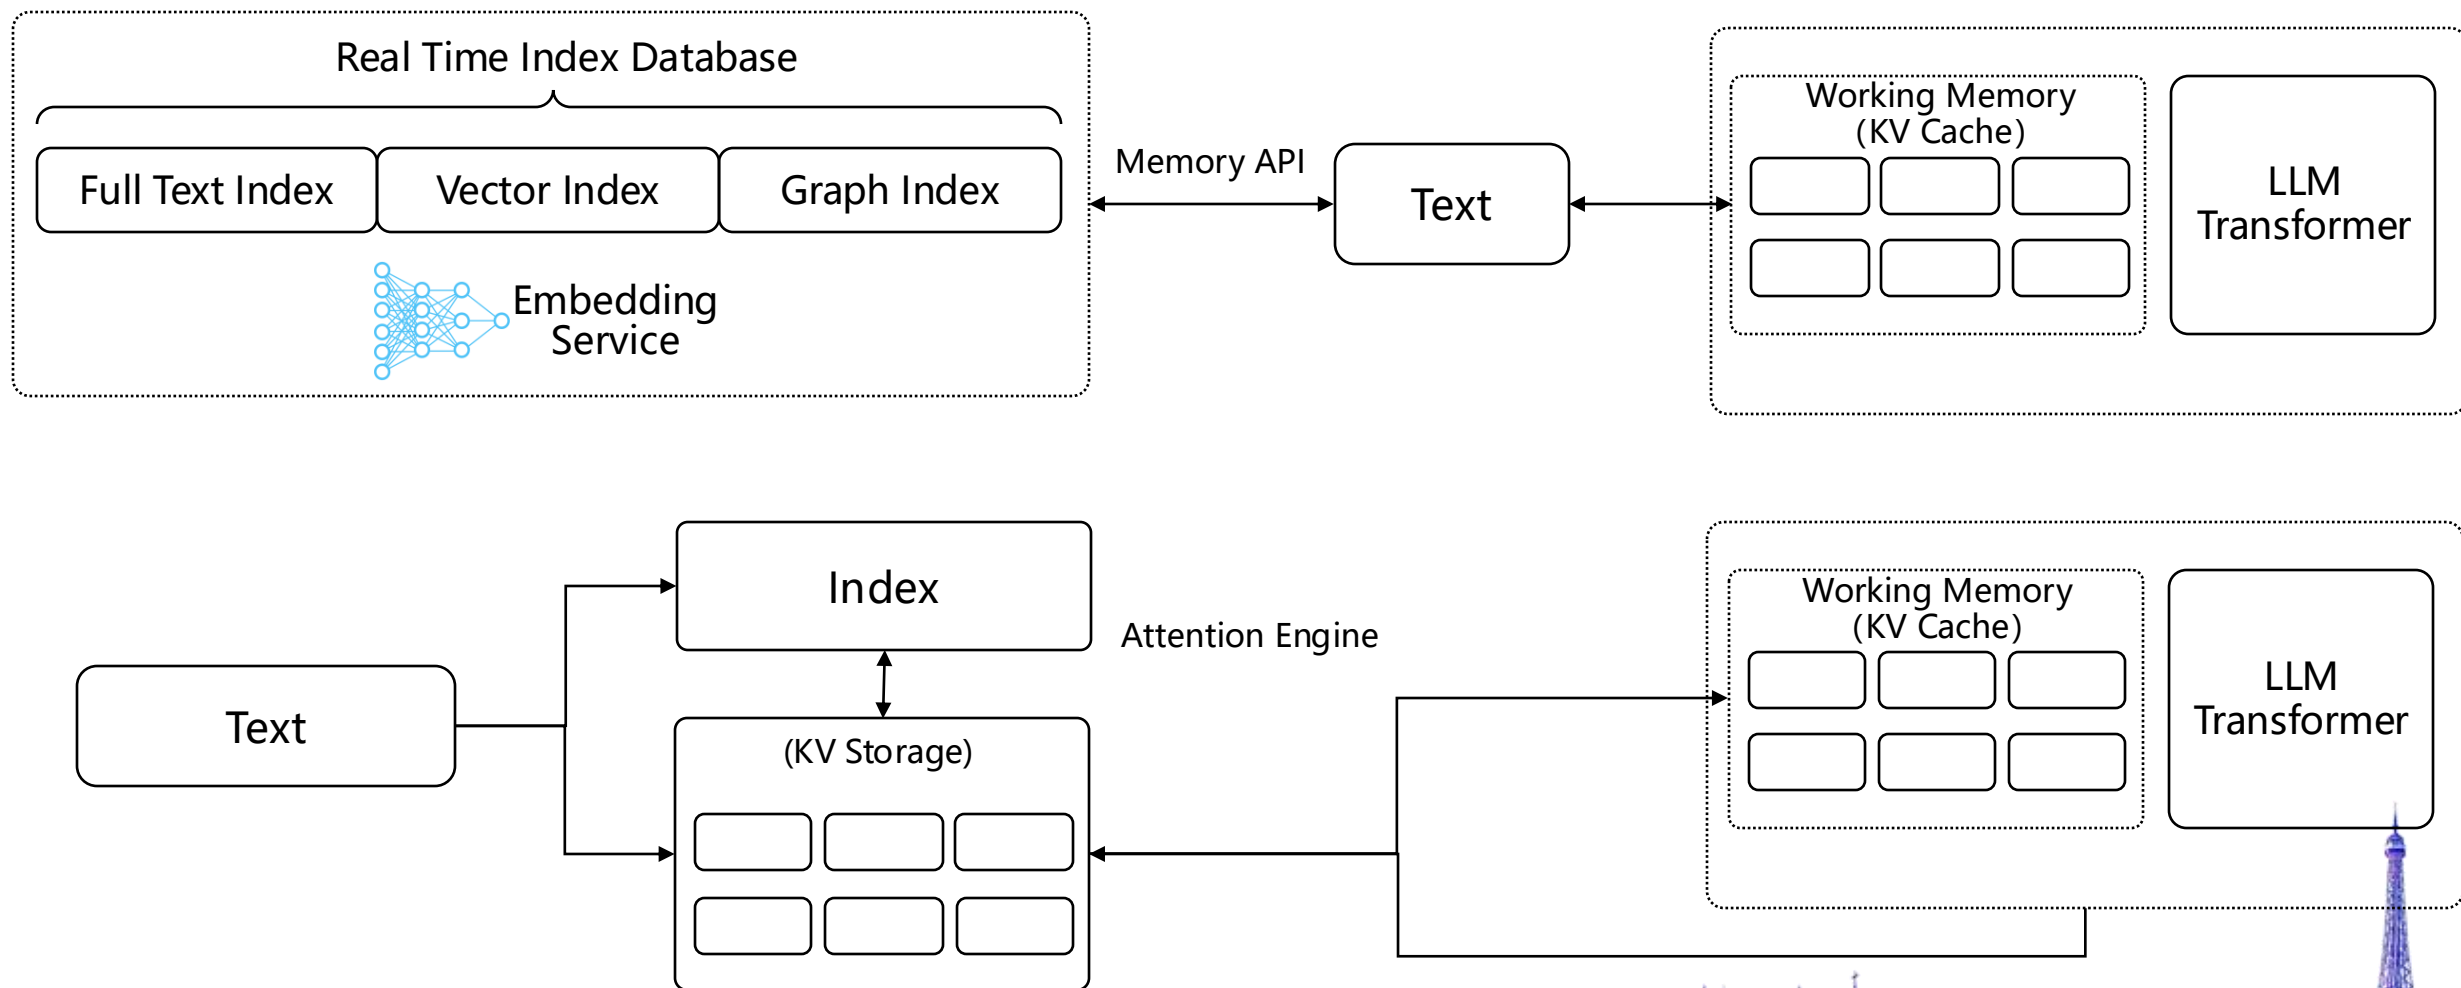 Real Time Index Database
Full Text Index
Vector Index
Graph Index
Embedding
Service
Memory API
Text
Working Memory
(KV Cache)
LLM
Transformer
Text
Index
(KV Storage)
Attention Engine
Working Memory
(KV Cache)
LLM
Transformer